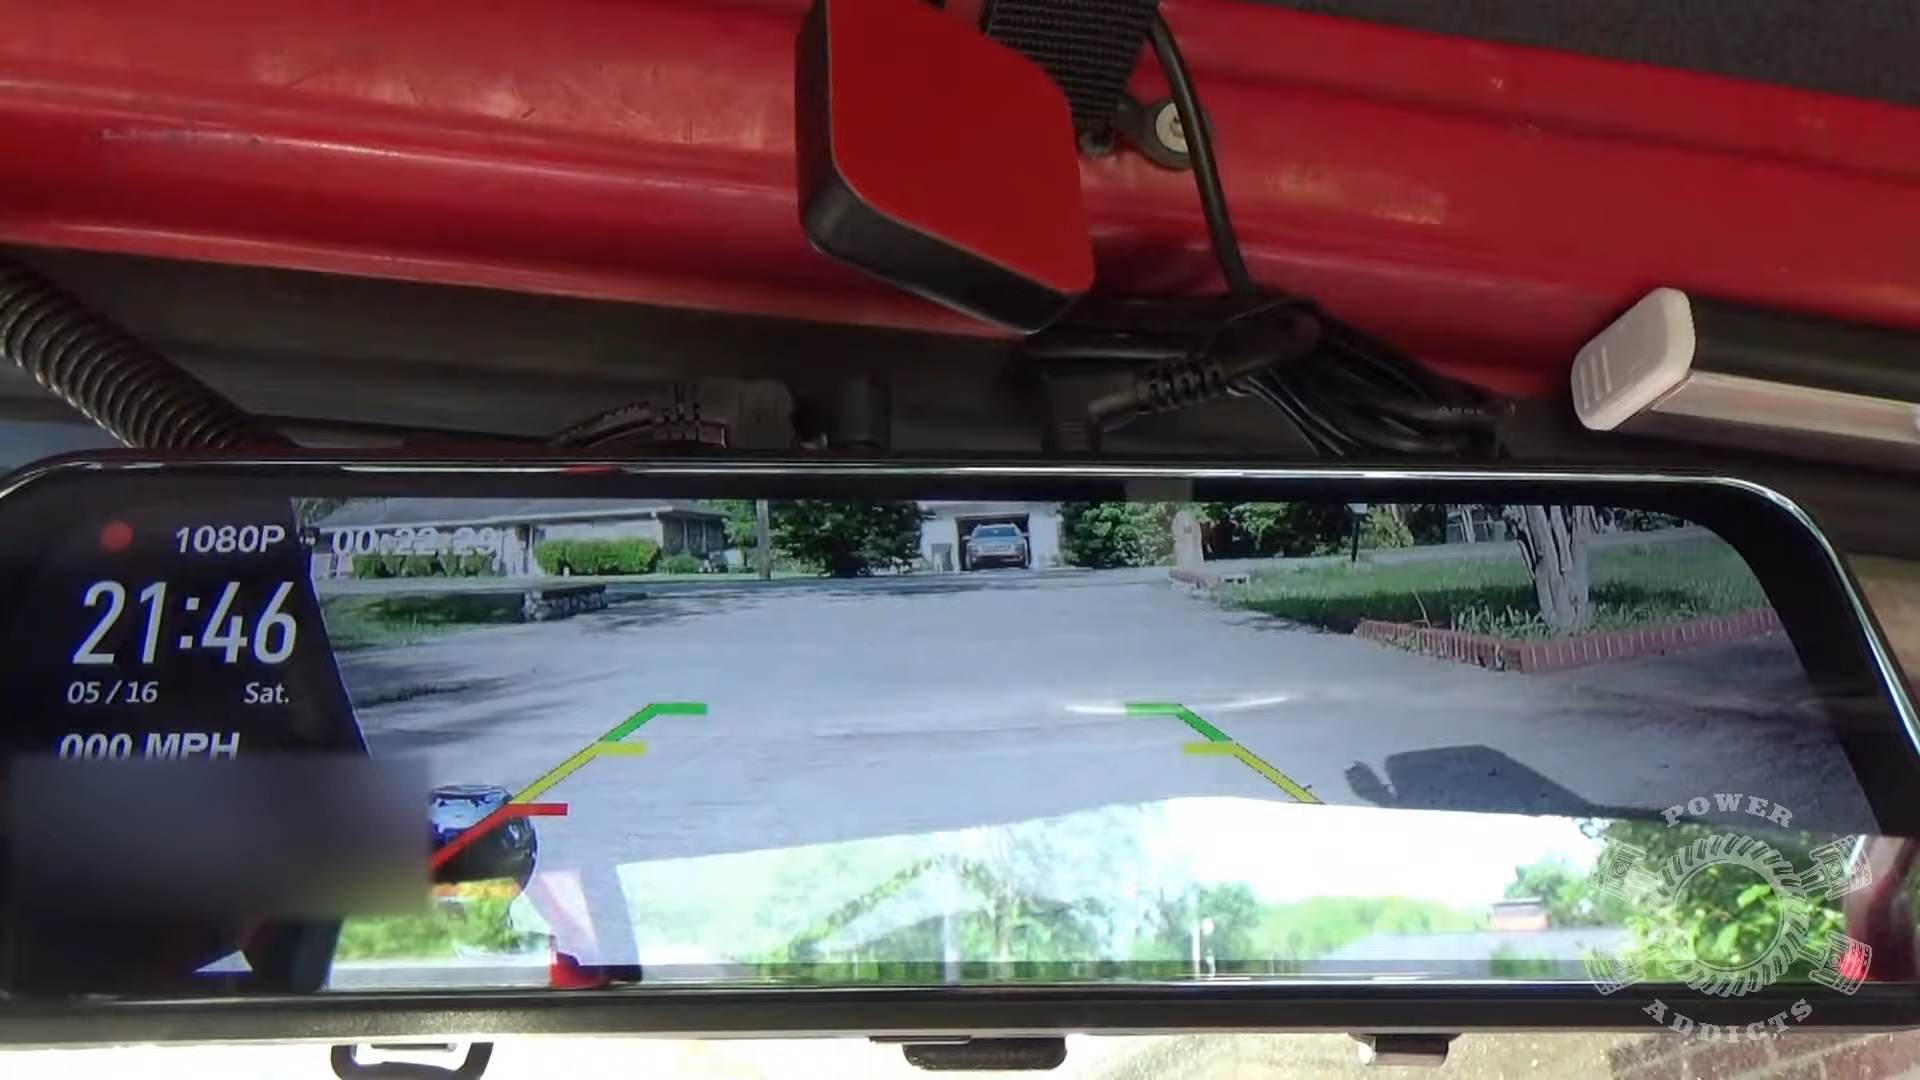 1080P
00:22:29
21:46
05/16 Sat.
000 MPH
POWER
ADDICTS